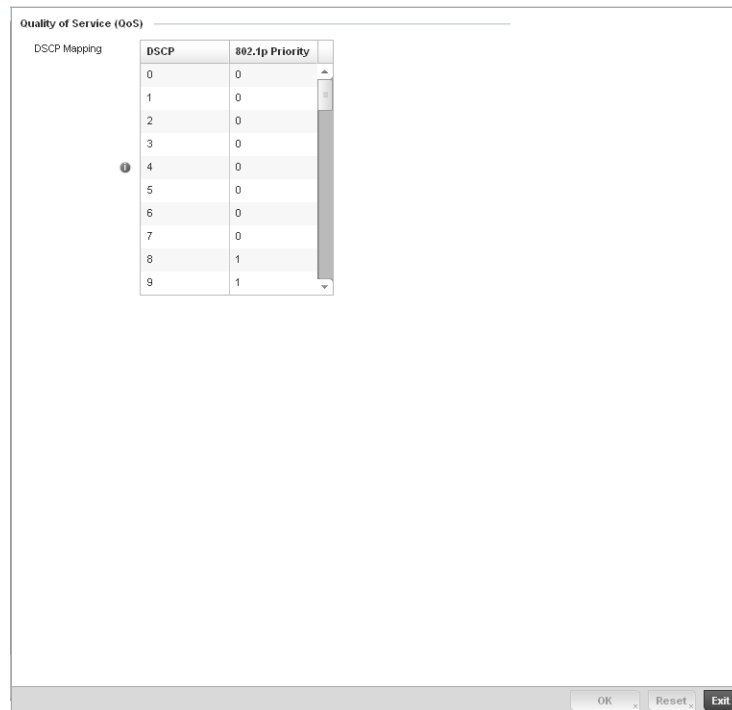 Quality of Service (QoS)
DSCP Mapping
DSCP 802.1p Priority
0 0
1 0
2 0
3 0
4 0
5 0
6 0
7 0
8 1
9 1
OK Reset Exit